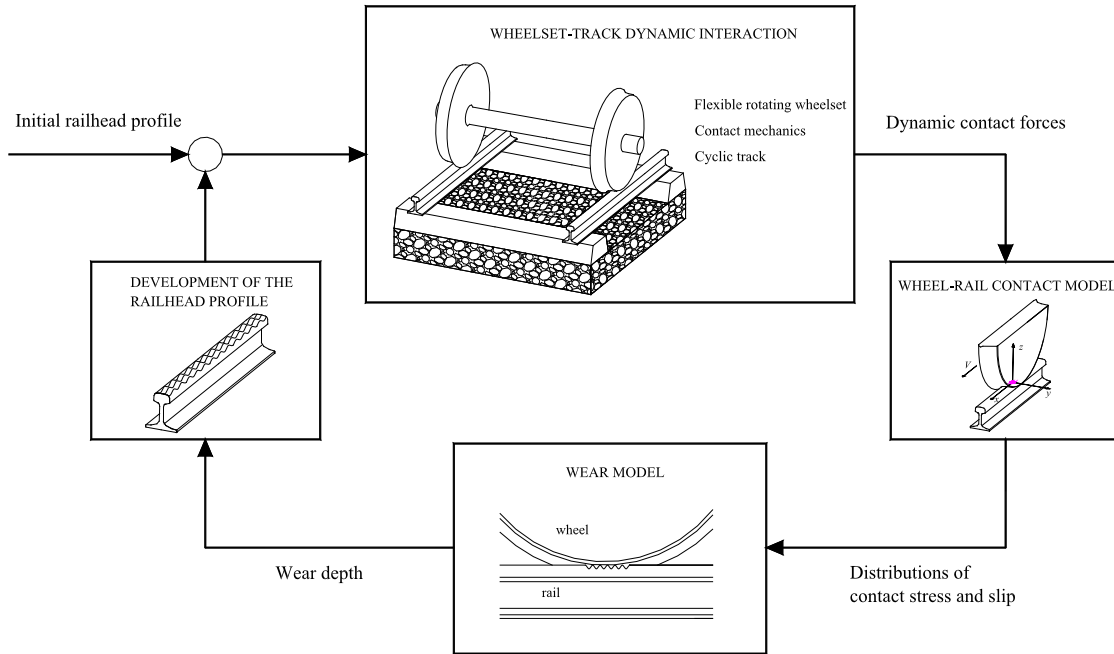 WHEELSET-TRACK DYNAMIC INTERACTION
Flexible rotating wheelset
Contact mechanics
Cyclic track
Initial railhead profile
Dynamic contact forces
DEVELOPMENT OF THE
RAILHEAD PROFILE
WHEEL-RAIL CONTACT MODEL
z
V
x
y
WEAR MODEL
wheel
rail
Wear depth
Distributions of
contact stress and slip